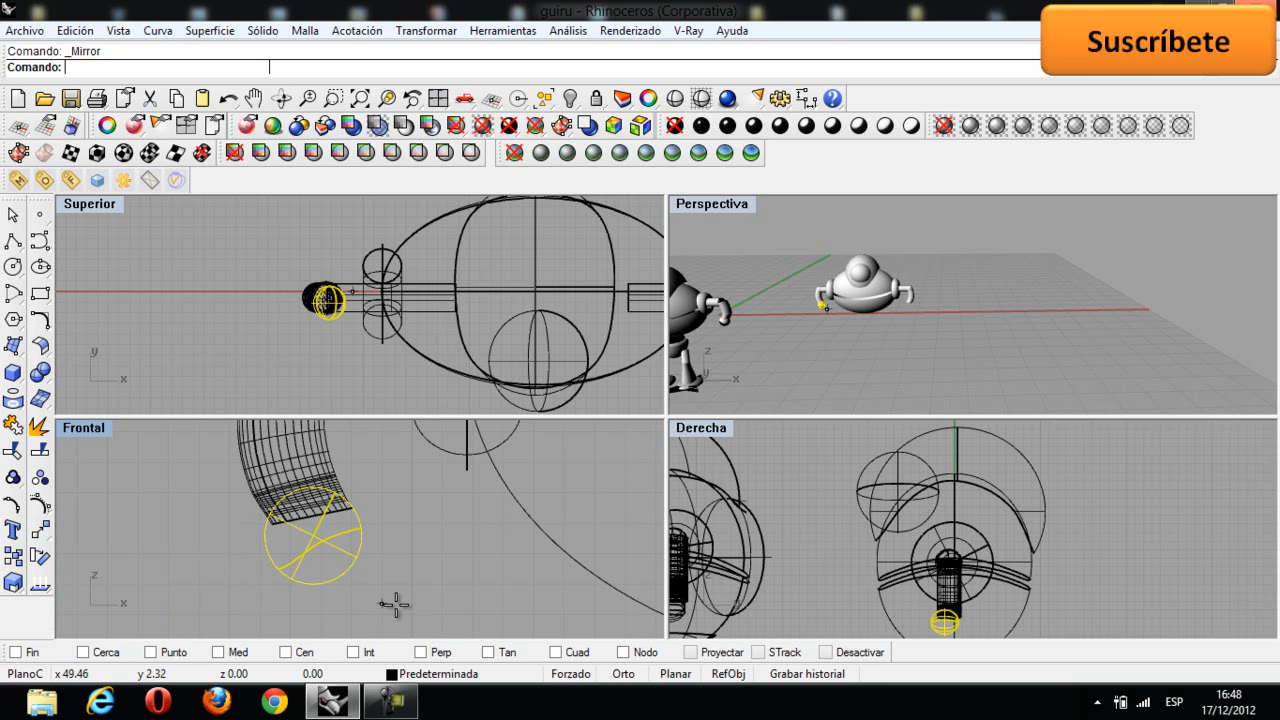 guiru - Rhinoceros (Corporativa)
Archivo Edición Vista Curva Superficie Sólido Malla Acotación Transformar Herramientas Análisis Renderizado V-Ray Ayuda
Suscríbete
Comando: _Mirror
Comando:
Superior
Perspectiva
y
x
z
y
x
Frontal
Derecha
z
x
z
Fin Cerca Punto Med Cen Int Perp Tan Cuad Nodo Proyectar STrack Desactivar
PlanoC x 49.46 y 2.32 z 0.00 0.00 Predeterminada Forzado Orto Planar RefObj Grabar historial
ESP
16:48
17/12/2012